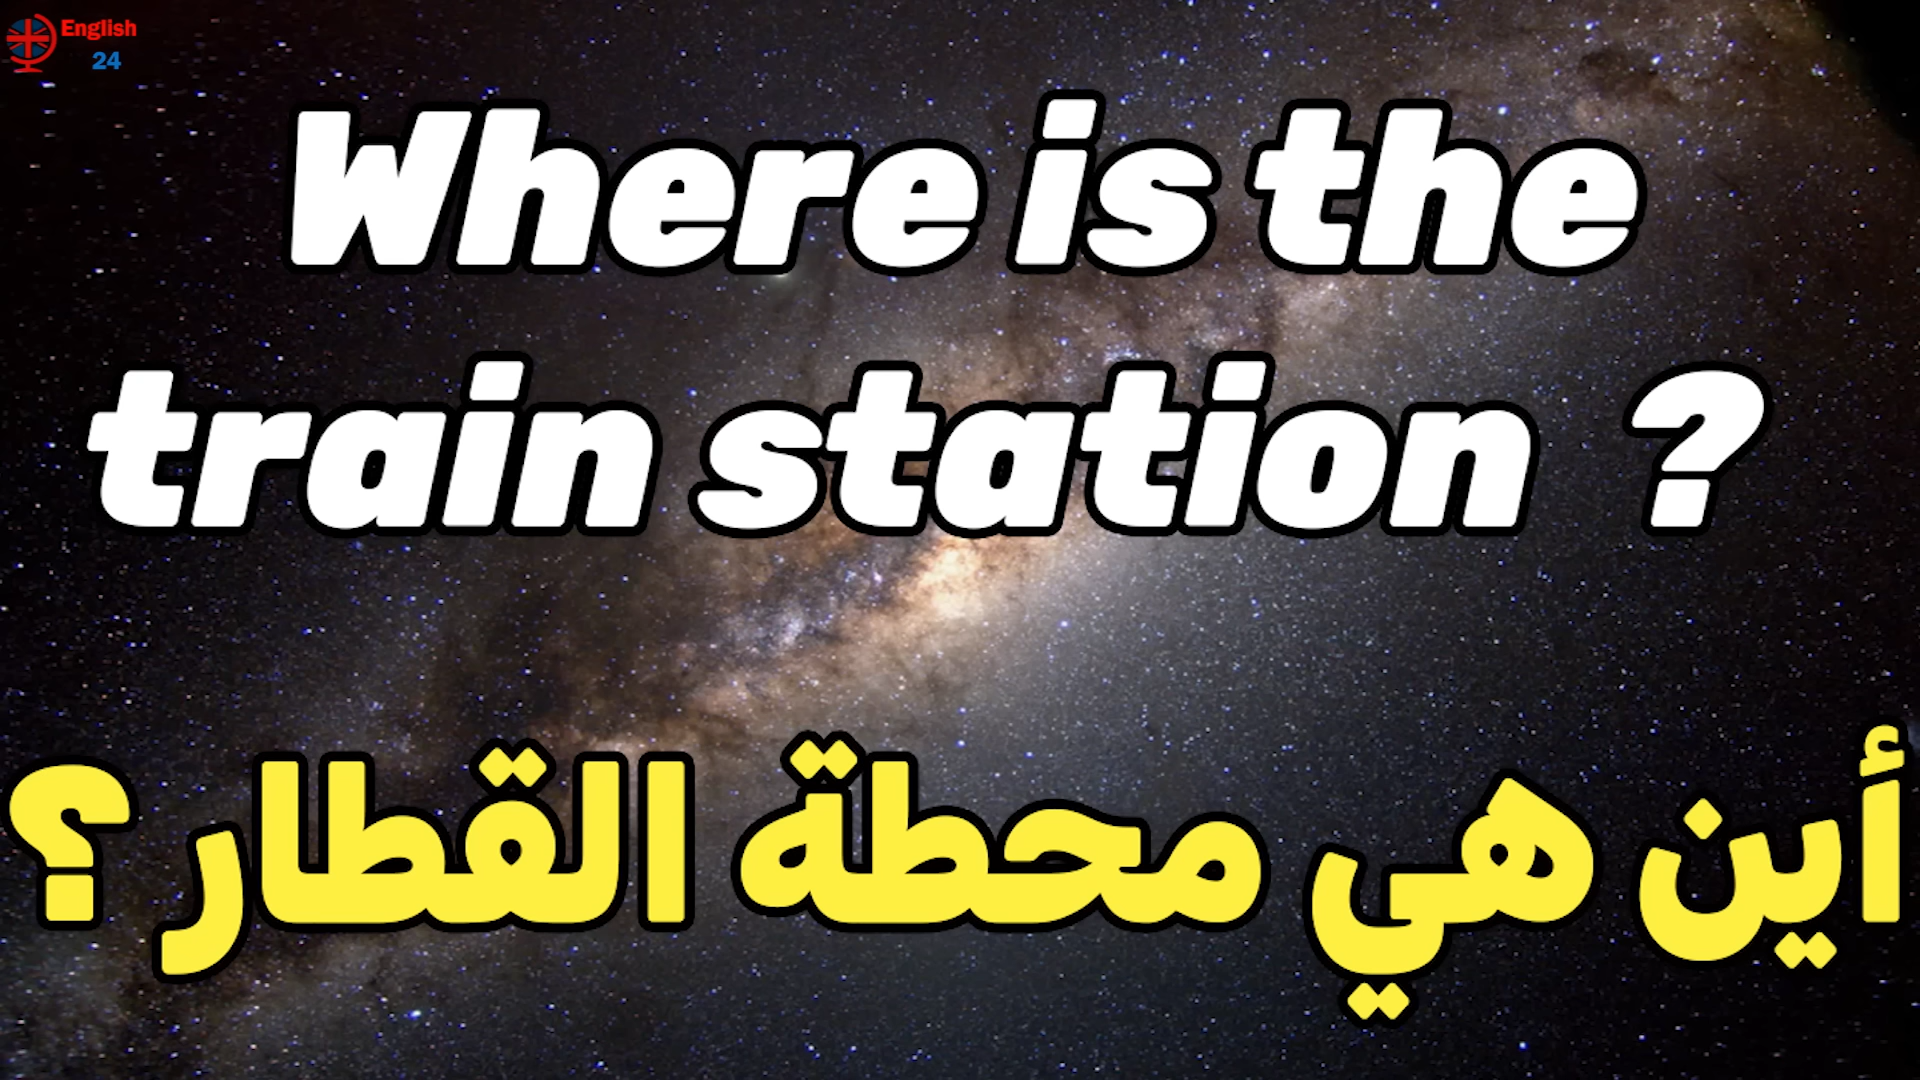 English
24
Where is the
train station ?
أين هي محطة القطار ؟